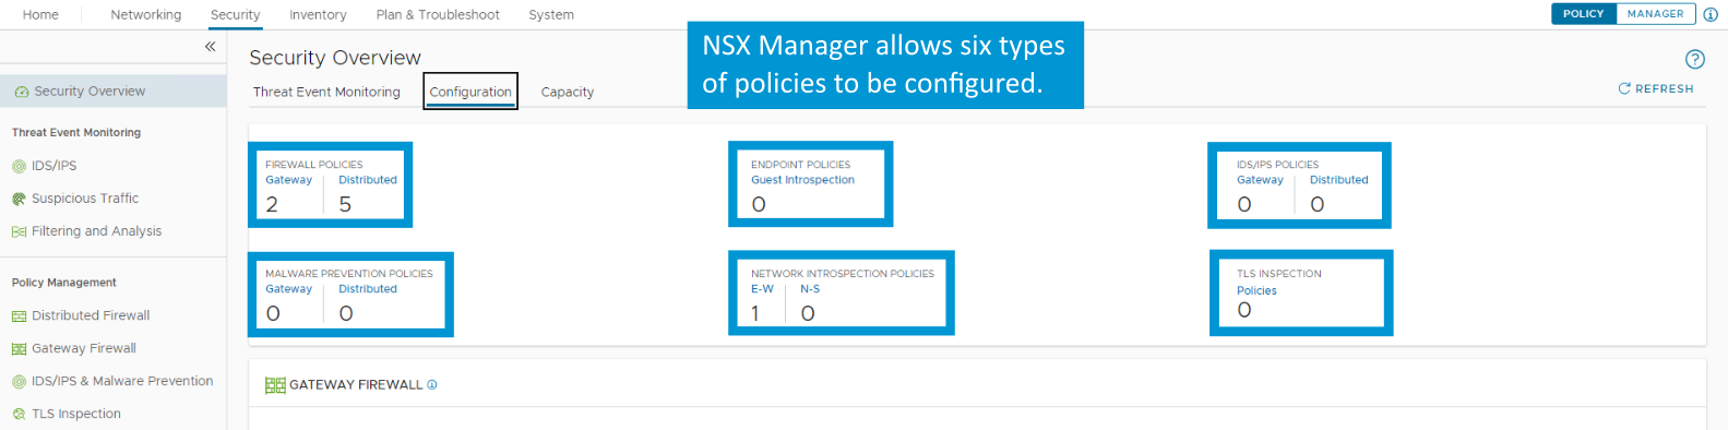 Home Networking Security Inventory Plan & Troubleshoot System
POLICY MANAGER
NSX Manager allows six types
of policies to be configured.
Security Overview
Threat Event Monitoring
IDS/IPS
Suspicious Traffic
Filtering and Analysis
Policy Management
Distributed Firewall
Gateway Firewall
IDS/IPS & Malware Prevention
TLS Inspection
Security Overview
Threat Event Monitoring Configuration Capacity
REFRESH
FIREWALL POLICIES
Gateway Distributed
2 5
ENDPOINT POLICIES
Guest Introspection
0
IDS/IPS POLICIES
Gateway Distributed
0 0
MALWARE PREVENTION POLICIES
Gateway Distributed
0 0
NETWORK INTROSPECTION POLICIES
E-W N-S
1 0
TLS INSPECTION
Policies
0
GATEWAY FIREWALL